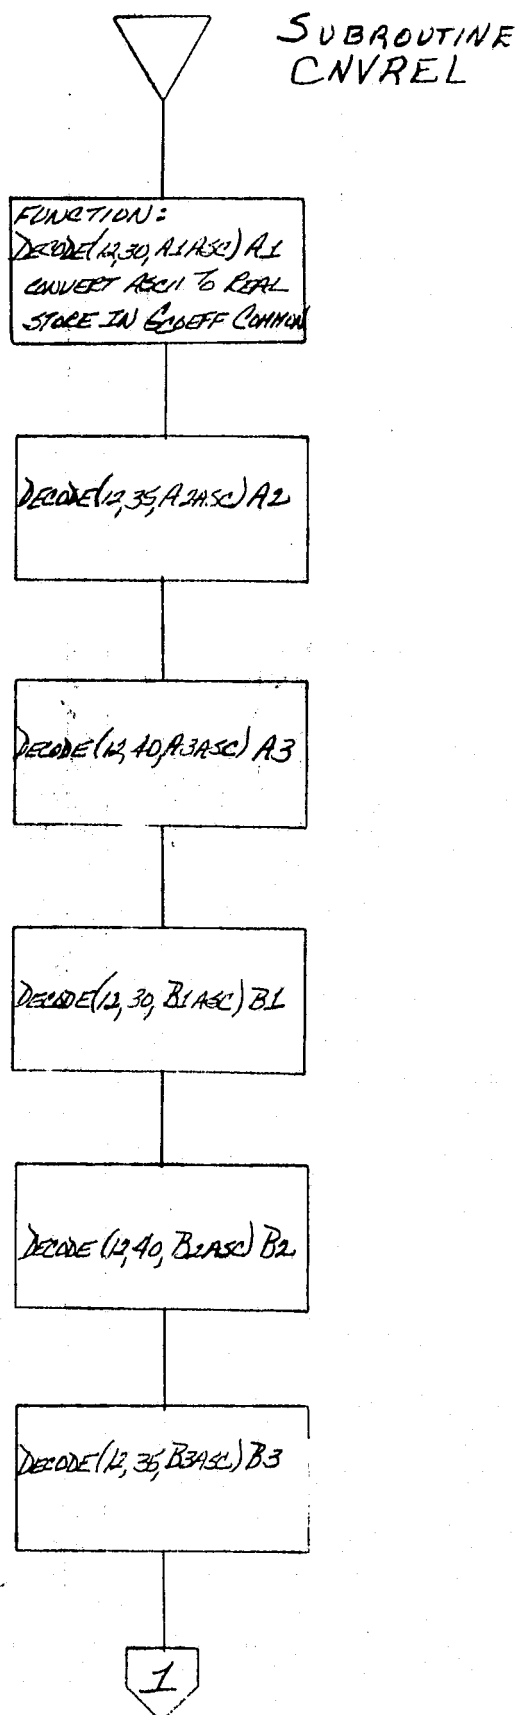 SUBROUTINE
CNVREL
FUNCTION:
DECODE(12,30,A1ASC)A1
CONVERT ASCII TO REAL
STORE IN GCOEFF COMMON
DECODE(12,35,A2ASC)A2
DECODE(12,40,A3ASC)A3
DECODE(12,30,B1ASC)B1
DECODE(12,40,B2ASC)B2
DECODE(12,35,B3ASC)B3
1